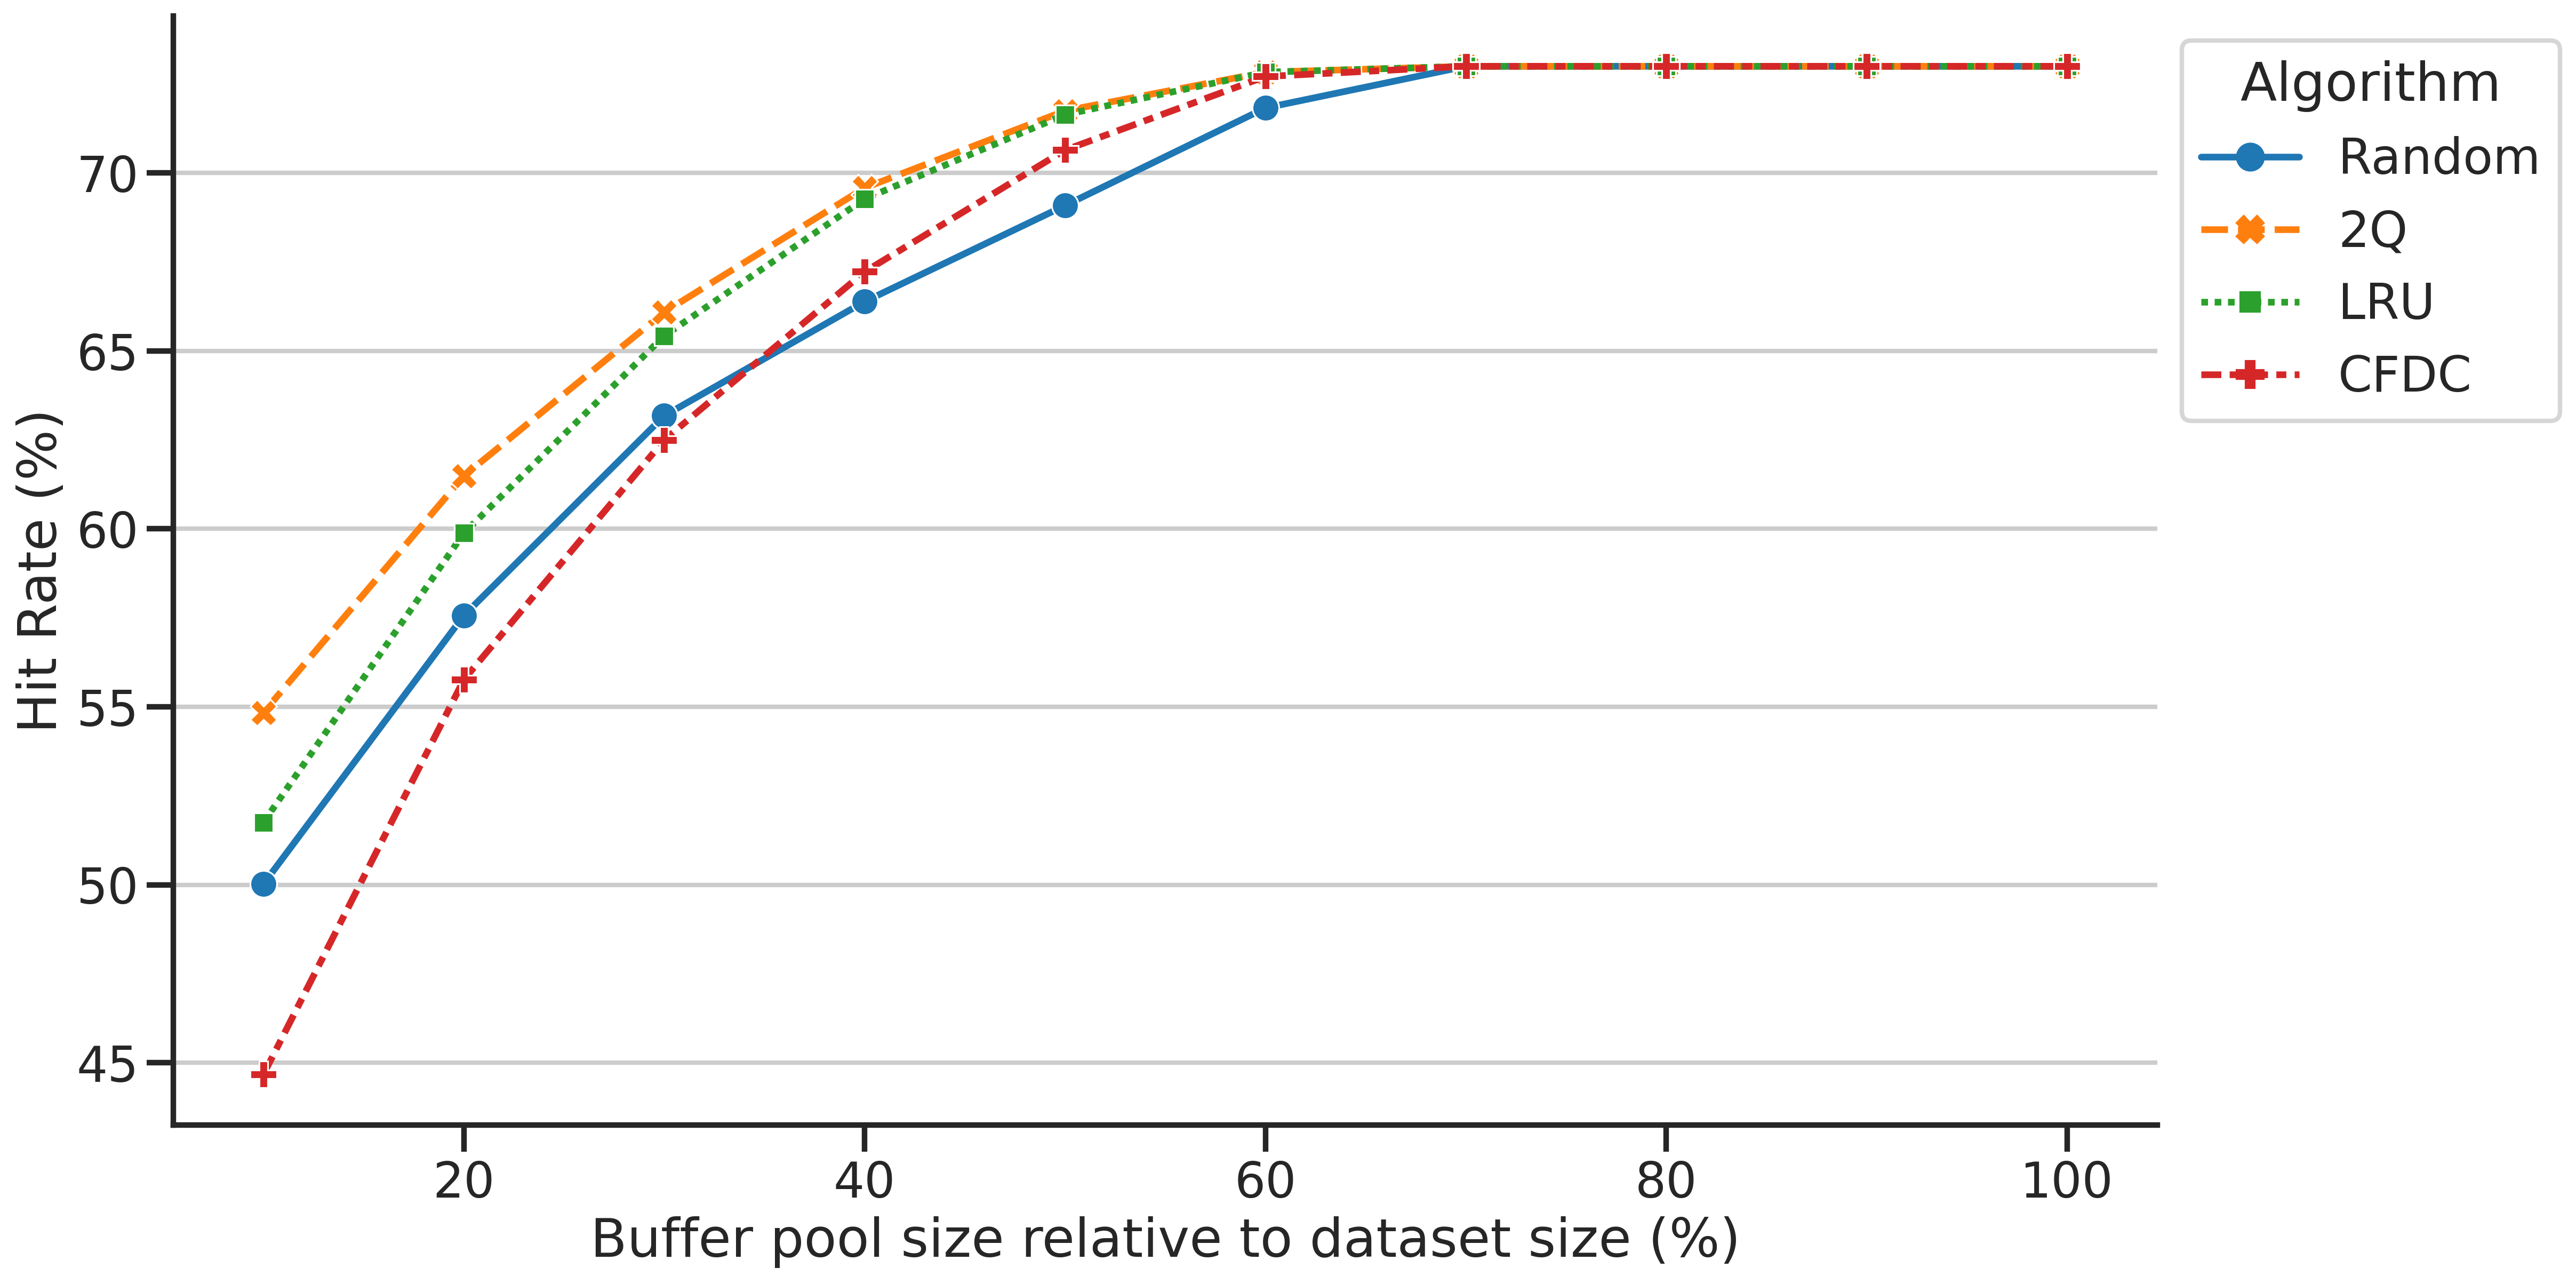 Hit Rate (%)
70
65
60
55
50
45
20 40 60 80 100
Buffer pool size relative to dataset size (%)
Algorithm
Random
2Q
LRU
CFDC